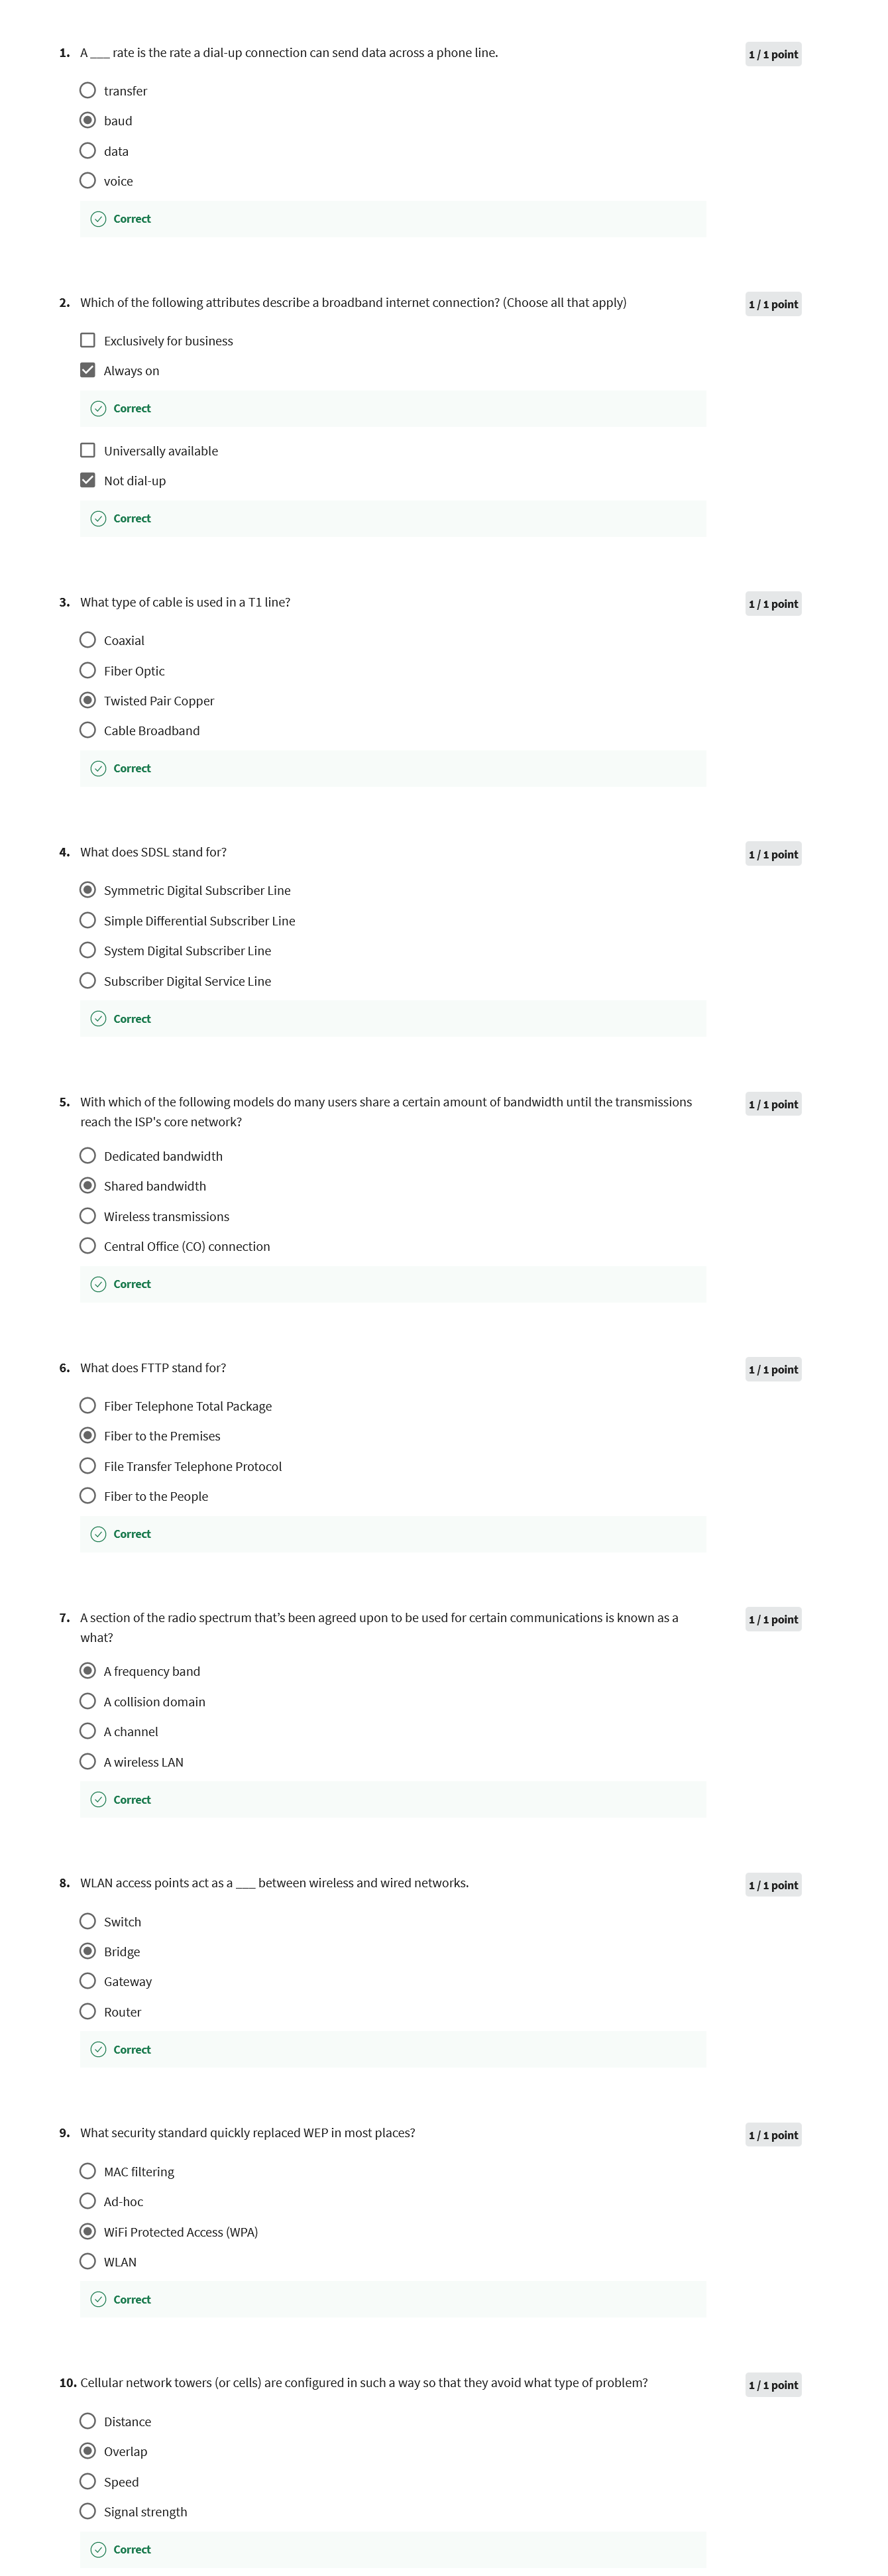 1. A ___ rate is the rate a dial-up connection can send data across a phone line.
1 / 1 point
transfer
baud
data
voice
Correct
2. Which of the following attributes describe a broadband internet connection? (Choose all that apply)
1 / 1 point
Exclusively for business
Always on
Correct
Universally available
Not dial-up
Correct
3. What type of cable is used in a T1 line?
1 / 1 point
Coaxial
Fiber Optic
Twisted Pair Copper
Cable Broadband
Correct
4. What does SDSL stand for?
1 / 1 point
Symmetric Digital Subscriber Line
Simple Differential Subscriber Line
System Digital Subscriber Line
Subscriber Digital Service Line
Correct
5. With which of the following models do many users share a certain amount of bandwidth until the transmissions
reach the ISP's core network?
1 / 1 point
Dedicated bandwidth
Shared bandwidth
Wireless transmissions
Central Office (CO) connection
Correct
6. What does FTTP stand for?
1 / 1 point
Fiber Telephone Total Package
Fiber to the Premises
File Transfer Telephone Protocol
Fiber to the People
Correct
7. A section of the radio spectrum that’s been agreed upon to be used for certain communications is known as a
what?
1 / 1 point
A frequency band
A collision domain
A channel
A wireless LAN
Correct
8. WLAN access points act as a ___ between wireless and wired networks.
1 / 1 point
Switch
Bridge
Gateway
Router
Correct
9. What security standard quickly replaced WEP in most places?
1 / 1 point
MAC filtering
Ad-hoc
WiFi Protected Access (WPA)
WLAN
Correct
10. Cellular network towers (or cells) are configured in such a way so that they avoid what type of problem?
1 / 1 point
Distance
Overlap
Speed
Signal strength
Correct